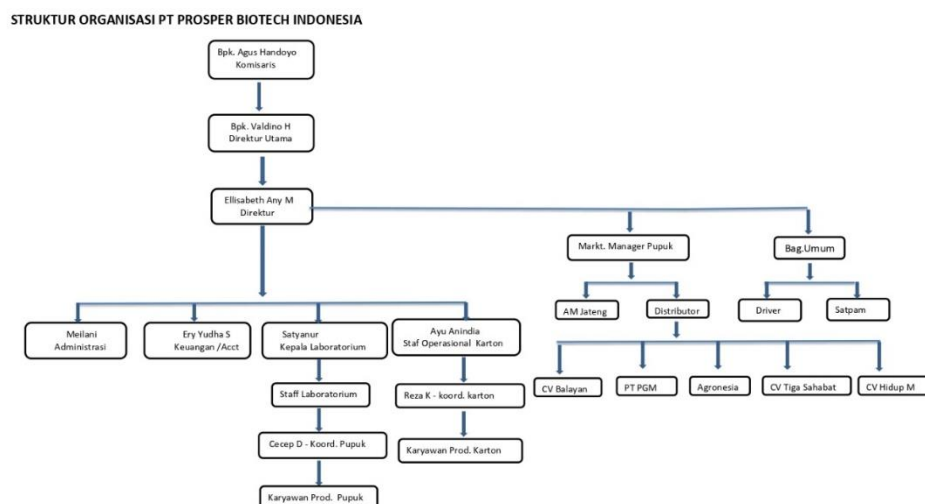 STRUKTUR ORGANISASI PT PROSPER BIOTECH INDONESIA
Bpk. Agus Handoyo
Komisaris
Bpk. Valdino H
Direktur Utama
Ellisabeth Any M
Direktur
Markt. Manager Pupuk
Bag.Umum
AM Jateng
Distributor
Driver
Satpam
Meilani
Administrasi
Ery Yudha S
Keuangan /Acct
Satyanur
Kepala Laboratorium
Ayu Anindia
Staf Operasional Karton
CV Balayan
PT PGM
Agronesia
CV Tiga Sahabat
CV Hidup M
Staff Laboratorium
Reza K - koord. karton
Cecep D - Koord. Pupuk
Karyawan Prod. Karton
Karyawan Prod. Pupuk